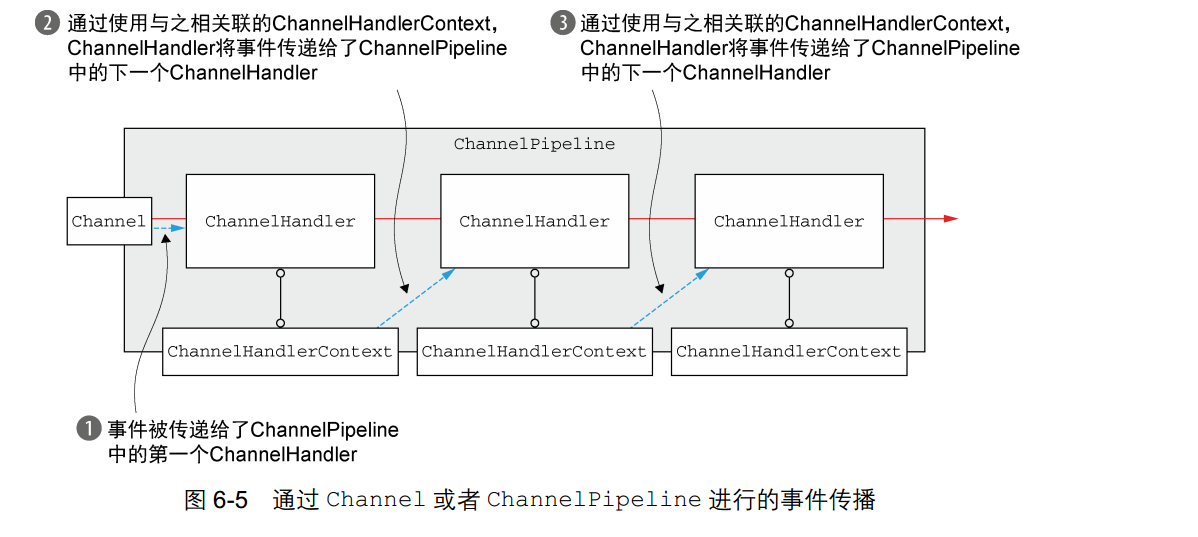 ② 通过使用与之相关联的ChannelHandlerContext,
ChannelHandler将事件传递给了ChannelPipeline
中的下一个ChannelHandler
③ 通过使用与之相关联的ChannelHandlerContext,
ChannelHandler将事件传递给了ChannelPipeline
中的下一个ChannelHandler
ChannelPipeline
Channel
ChannelHandler
ChannelHandler
ChannelHandler
ChannelHandlerContext
ChannelHandlerContext
ChannelHandlerContext
① 事件被传递给了ChannelPipeline
中的第一个ChannelHandler
图 6-5 通过 Channel 或者 ChannelPipeline 进行的事件传播